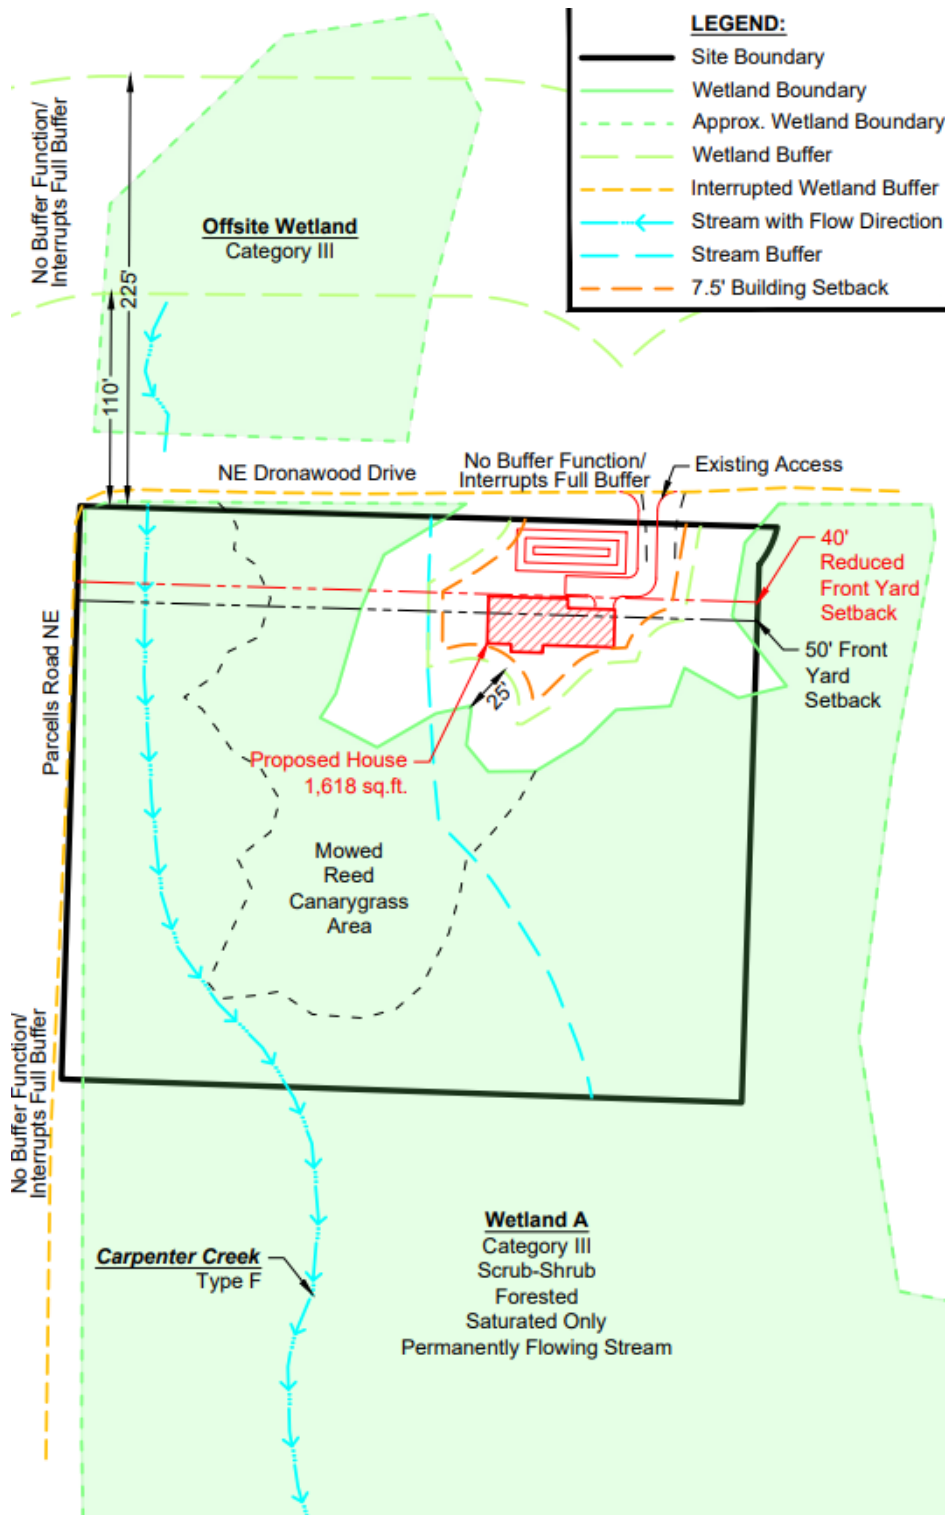 LEGEND:
Site Boundary
Wetland Boundary
Approx. Wetland Boundary
Wetland Buffer
Interrupted Wetland Buffer
Stream with Flow Direction
Stream Buffer
7.5' Building Setback
No Buffer Function/
Interrupts Full Buffer
225'
110'
Offsite Wetland
Category III
NE Dronawood Drive
No Buffer Function/
Interrupts Full Buffer
Existing Access
40'
Reduced
Front Yard
Setback
50' Front
Yard
Setback
Parcells Road NE
25'
Proposed House
1,618 sq.ft.
Mowed
Reed
Canarygrass
Area
No Buffer Function/
Interrupts Full Buffer
Carpenter Creek
Type F
Wetland A
Category III
Scrub-Shrub
Forested
Saturated Only
Permanently Flowing Stream